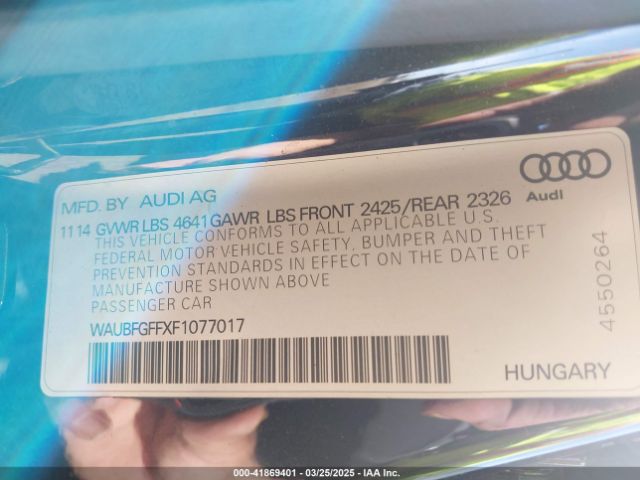 MFD. BY AUDI AG
Audi
11 14 GVWR LBS 4641 GAWR LBS FRONT 2425/REAR 2326
THIS VEHICLE CONFORMS TO ALL APPLICABLE U.S.
FEDERAL MOTOR VEHICLE SAFETY, BUMPER AND THEFT
PREVENTION STANDARDS IN EFFECT ON THE DATE OF
MANUFACTURE SHOWN ABOVE
PASSENGER CAR
WAUBFGFFXF1077017
HUNGARY
4550264
000-41869401 | 03/25/2025 | IAA Inc.